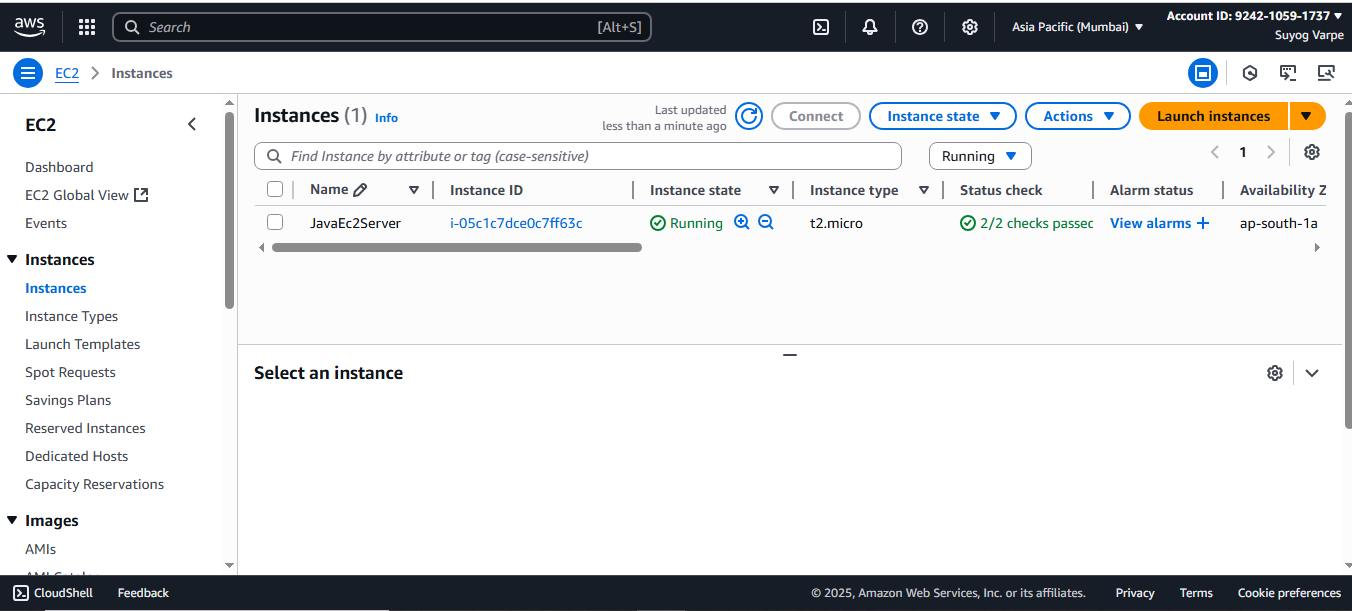 aws
Search [Alt+S]
Asia Pacific (Mumbai)
Account ID: 9242-1059-1737
Suyog Varpe
EC2 Instances
EC2
Dashboard
EC2 Global View
Events
Instances
Instances
Instance Types
Launch Templates
Spot Requests
Savings Plans
Reserved Instances
Dedicated Hosts
Capacity Reservations
Images
AMIs
Instances (1) Info
Last updated
less than a minute ago
Connect
Instance state
Actions
Launch instances
Find Instance by attribute or tag (case-sensitive)
Running
1
Name Instance ID Instance state Instance type Status check Alarm status Availability Z
JavaEc2Server i-05c1c7dce0c7ff63c Running t2.micro 2/2 checks passec View alarms + ap-south-1a
Select an instance
CloudShell Feedback © 2025, Amazon Web Services, Inc. or its affiliates. Privacy Terms Cookie preferences